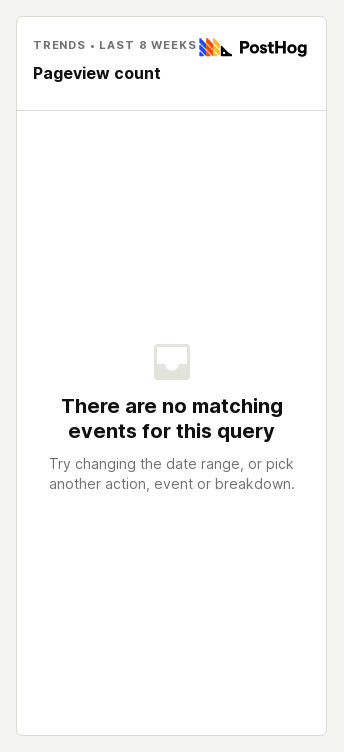 TRENDS • LAST 8 WEEKS
PostHog
Pageview count
There are no matching
events for this query
Try changing the date range, or pick
another action, event or breakdown.